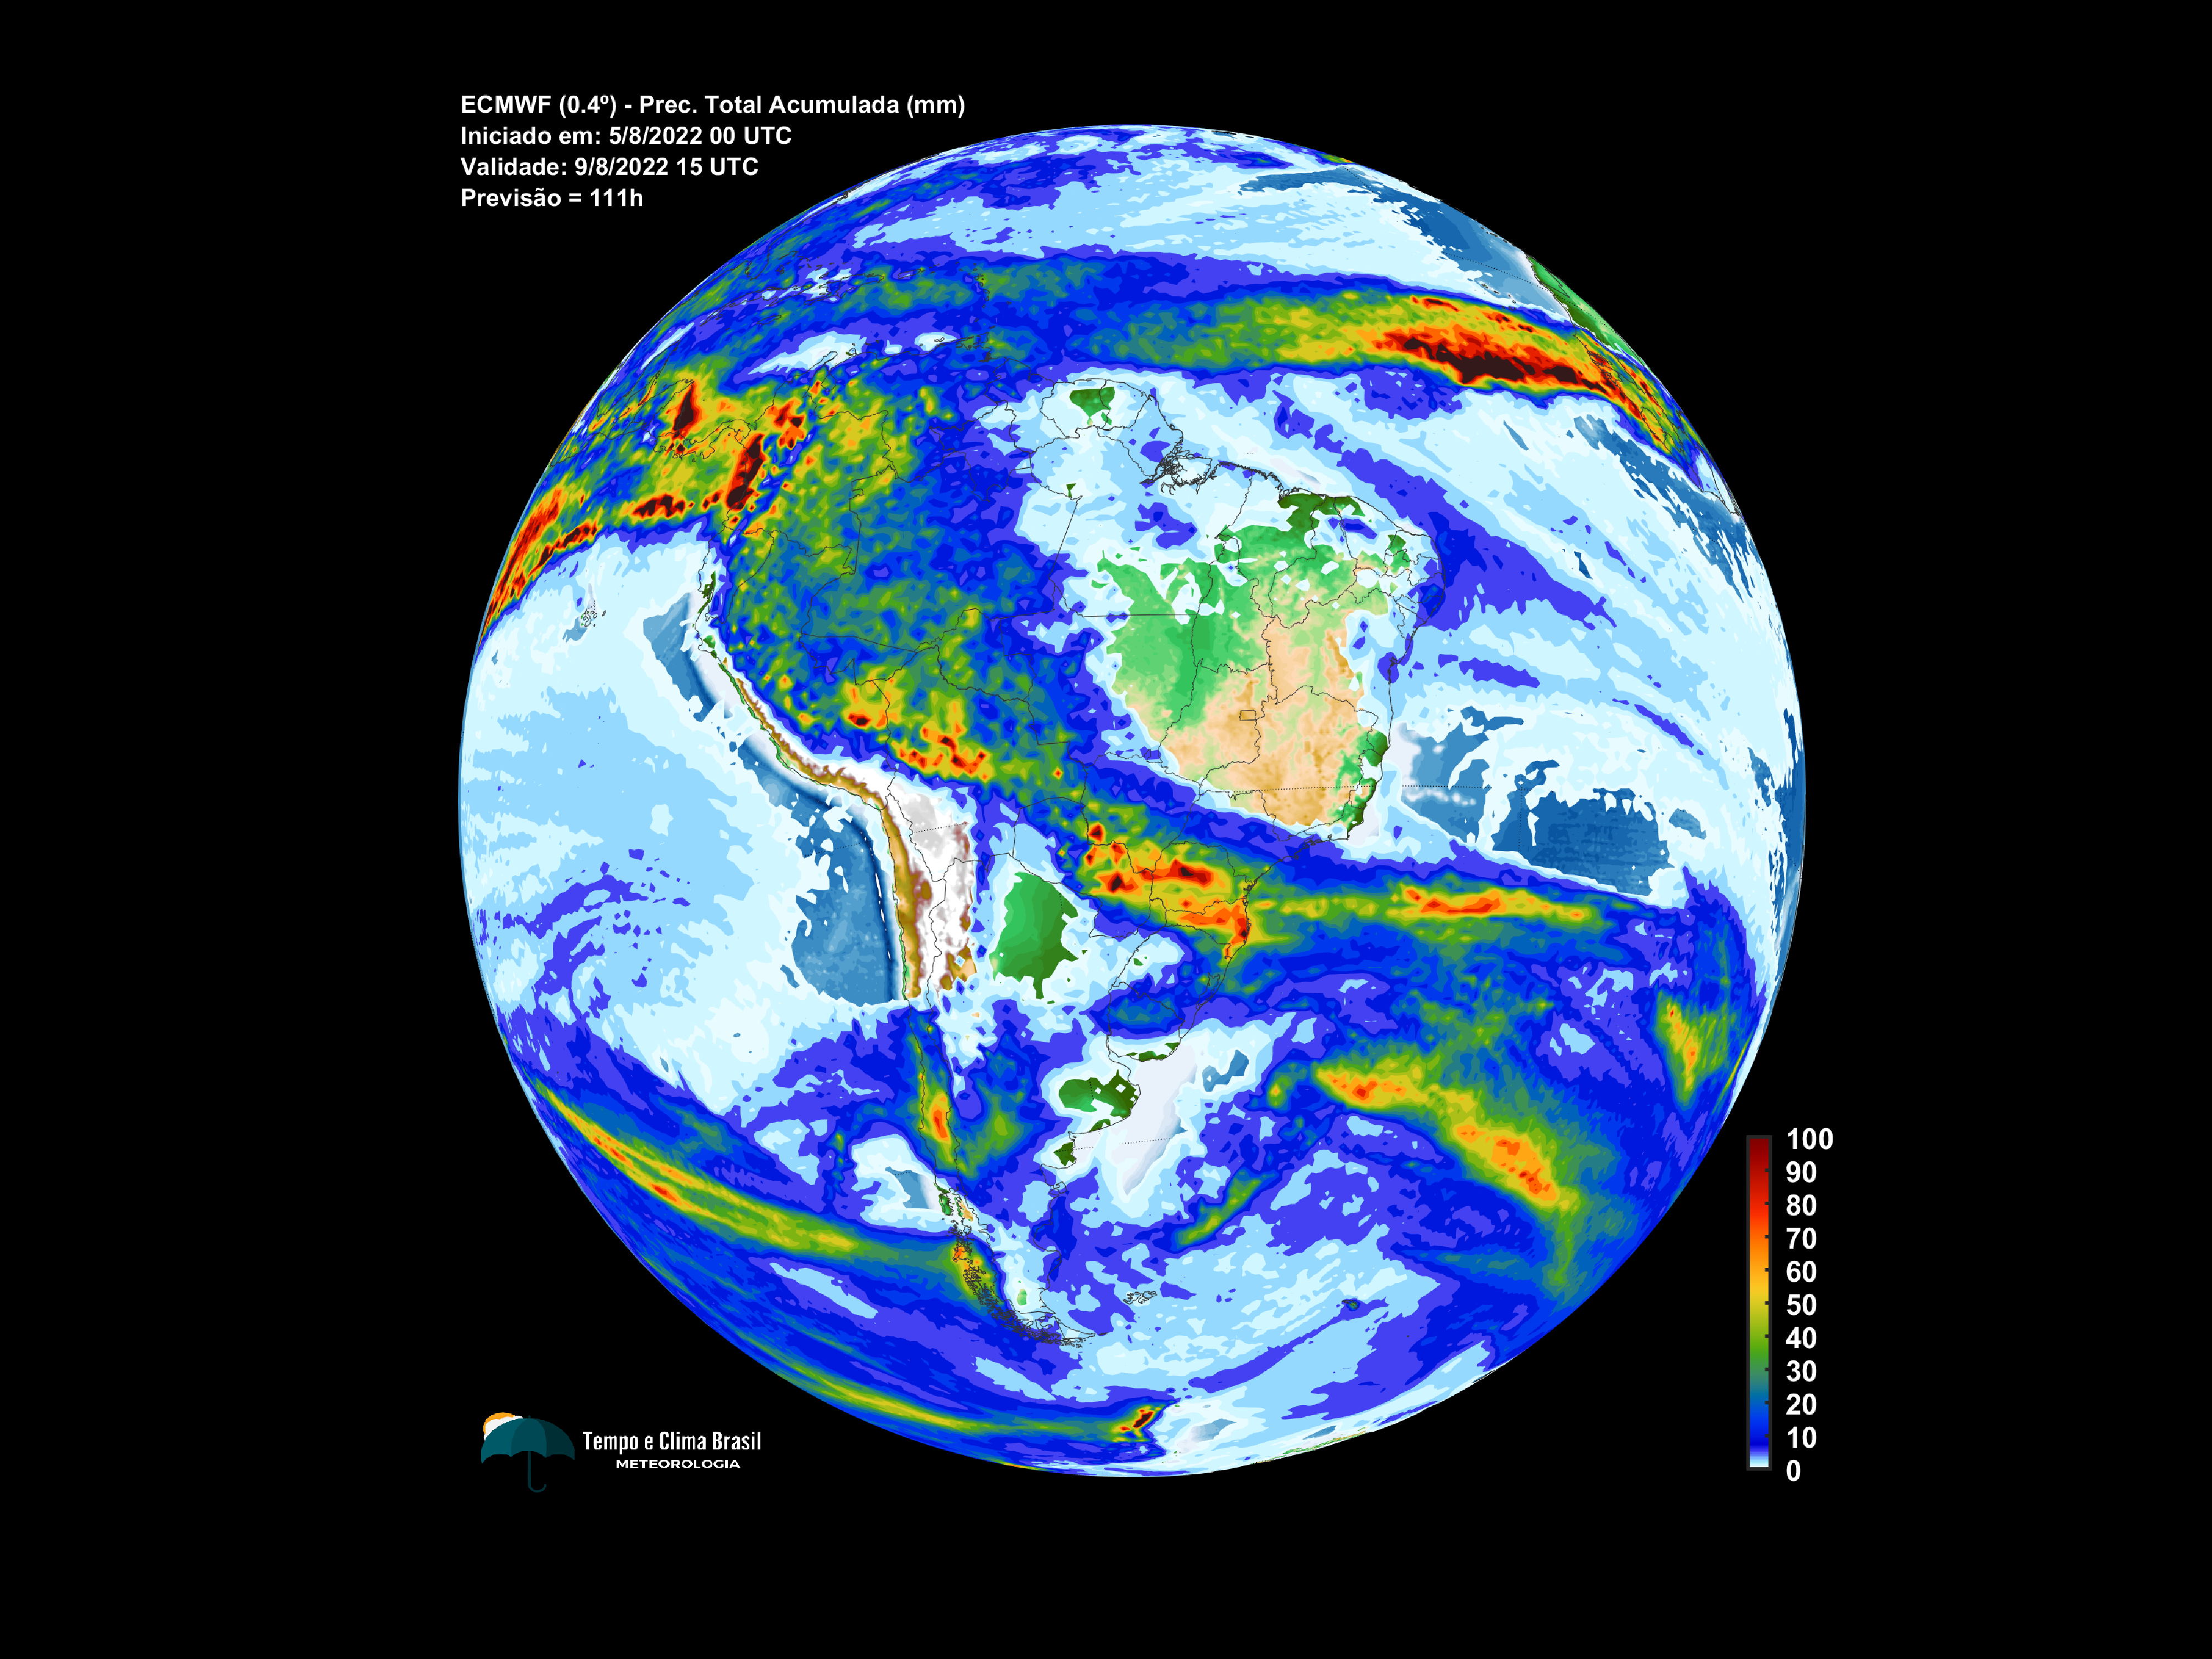 ECMWF (0.4º) - Prec. Total Acumulada (mm)
Iniciado em: 5/8/2022 00 UTC
Validade: 9/8/2022 15 UTC
Previsão = 111h
100
90
80
70
60
50
40
30
20
10
0
Tempo e Clima Brasil
METEOROLOGIA